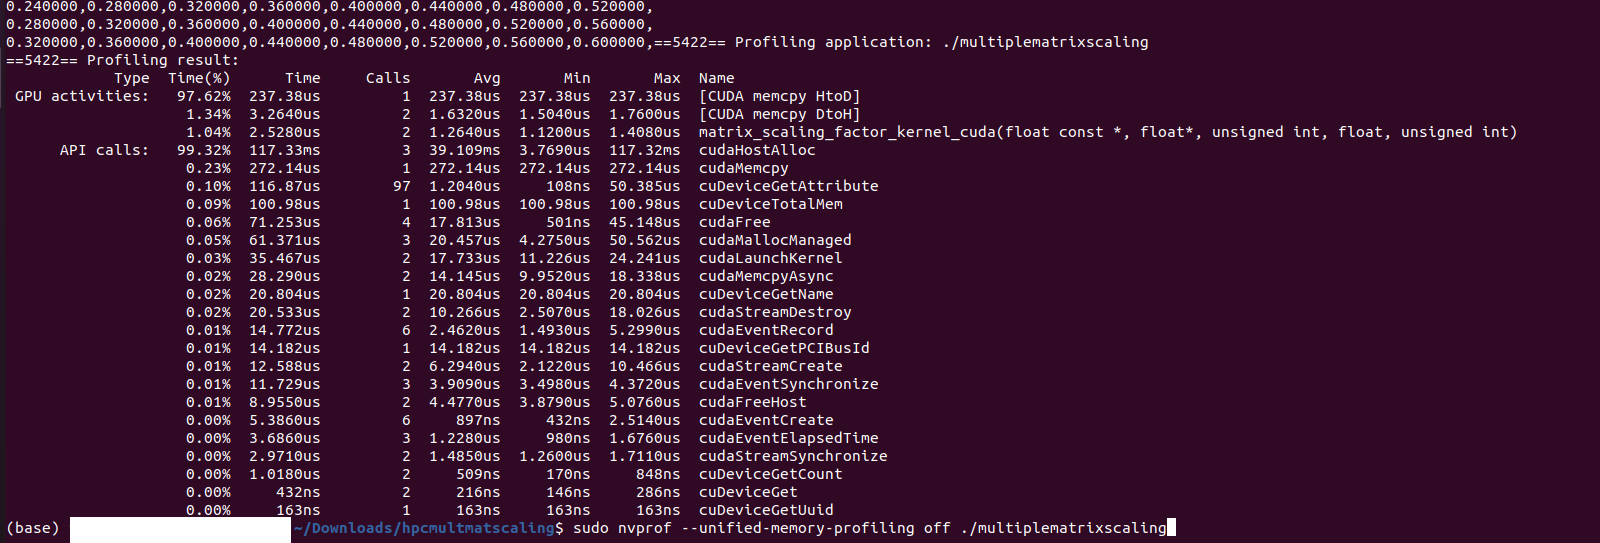 0.240000,0.280000,0.320000,0.360000,0.400000,0.440000,0.480000,0.520000,
0.280000,0.320000,0.360000,0.400000,0.440000,0.480000,0.520000,0.560000,
0.320000,0.360000,0.400000,0.440000,0.480000,0.520000,0.560000,0.600000,==5422== Profiling application: ./multiplematrixscaling
==5422== Profiling result:
Type Time(%) Time Calls Avg Min Max Name
GPU activities: 97.62% 237.38us 1 237.38us 237.38us 237.38us [CUDA memcpy HtoD]
1.34% 3.2640us 2 1.6320us 1.5040us 1.7600us [CUDA memcpy DtoH]
1.04% 2.5280us 2 1.2640us 1.1200us 1.4080us matrix_scaling_factor_kernel_cuda(float const *, float*, unsigned int, float, unsigned int)
API calls: 99.32% 117.33ms 3 39.109ms 3.7690us 117.32ms cudaHostAlloc
0.23% 272.14us 1 272.14us 272.14us 272.14us cudaMemcpy
0.10% 116.87us 97 1.2040us 108ns 50.385us cuDeviceGetAttribute
0.09% 100.98us 1 100.98us 100.98us 100.98us cuDeviceTotalMem
0.06% 71.253us 4 17.813us 501ns 45.148us cudaFree
0.05% 61.371us 3 20.457us 4.2750us 50.562us cudaMallocManaged
0.03% 35.467us 2 17.733us 11.226us 24.241us cudaLaunchKernel
0.02% 28.290us 2 14.145us 9.9520us 18.338us cudaMemcpyAsync
0.02% 20.804us 1 20.804us 20.804us 20.804us cuDeviceGetName
0.02% 20.533us 2 10.266us 2.5070us 18.026us cudaStreamDestroy
0.01% 14.772us 6 2.4620us 1.4930us 5.2990us cudaEventRecord
0.01% 14.182us 1 14.182us 14.182us 14.182us cuDeviceGetPCIBusId
0.01% 12.588us 2 6.2940us 2.1220us 10.466us cudaStreamCreate
0.01% 11.729us 3 3.9090us 3.4980us 4.3720us cudaEventSynchronize
0.01% 8.9550us 2 4.4770us 3.8790us 5.0760us cudaFreeHost
0.00% 5.3860us 6 897ns 432ns 2.5140us cudaEventCreate
0.00% 3.6860us 3 1.2280us 980ns 1.6760us cudaEventElapsedTime
0.00% 2.9710us 2 1.4850us 1.2600us 1.7110us cudaStreamSynchronize
0.00% 1.0180us 2 509ns 170ns 848ns cuDeviceGetCount
0.00% 432ns 2 216ns 146ns 286ns cuDeviceGet
0.00% 163ns 1 163ns 163ns 163ns cuDeviceGetUuid
(base) ~/Downloads/hpcmultmatscaling$ sudo nvprof --unified-memory-profiling off ./multiplematrixscaling